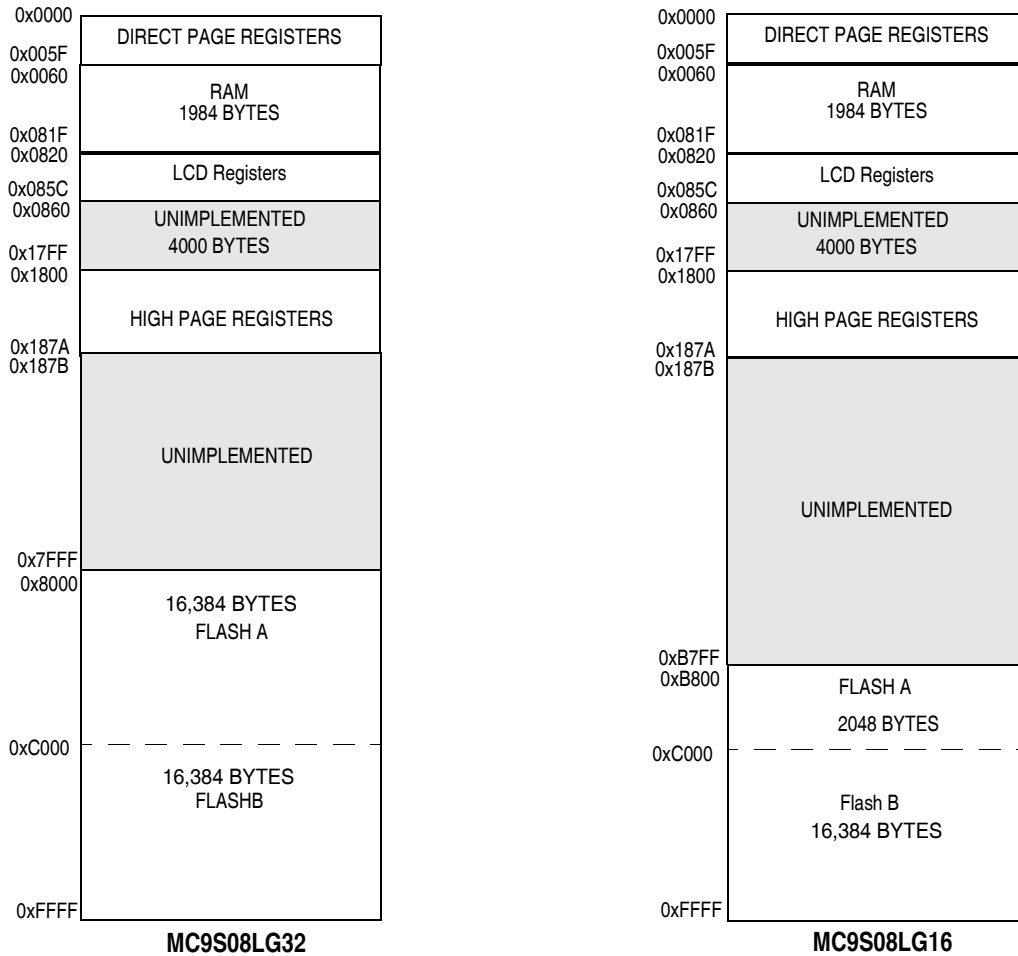 0x0000
DIRECT PAGE REGISTERS
0x005F
0x0060
RAM
1984 BYTES
0x081F
0x0820
LCD Registers
0x085C
0x0860
UNIMPLEMENTED
4000 BYTES
0x17FF
0x1800
HIGH PAGE REGISTERS
0x187A
0x187B
UNIMPLEMENTED
0x7FFF
0x8000
16,384 BYTES
FLASH A
0xC000
16,384 BYTES
FLASHB
0xFFFF
MC9S08LG32
0x0000
DIRECT PAGE REGISTERS
0x005F
0x0060
RAM
1984 BYTES
0x081F
0x0820
LCD Registers
0x085C
0x0860
UNIMPLEMENTED
4000 BYTES
0x17FF
0x1800
HIGH PAGE REGISTERS
0x187A
0x187B
UNIMPLEMENTED
0xB7FF
0xB800
FLASH A
2048 BYTES
0xC000
Flash B
16,384 BYTES
0xFFFF
MC9S08LG16